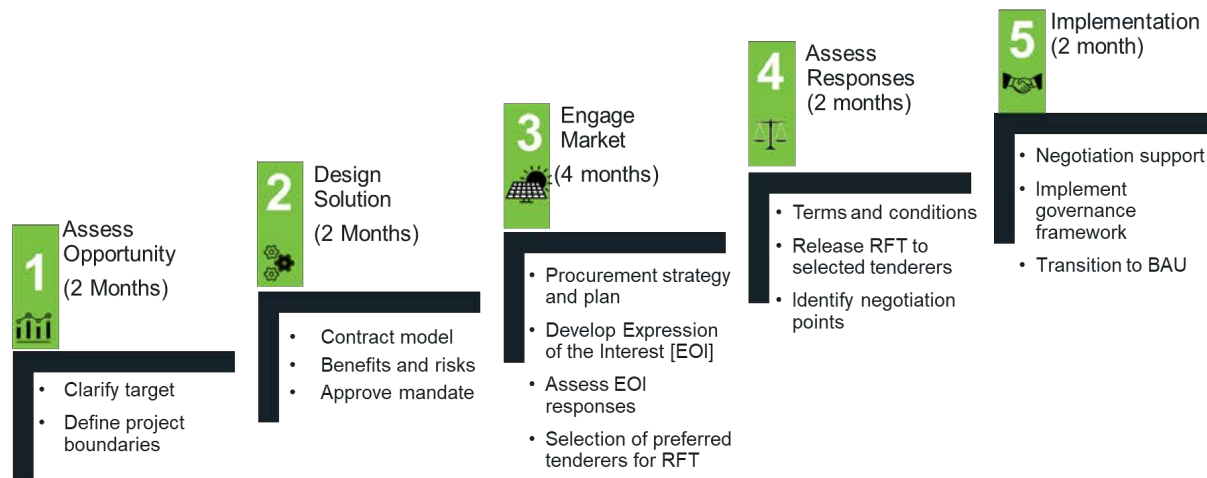 1
Assess
Opportunity
(2 Months)
• Clarify target
• Define project
boundaries
2
Design
Solution
(2 Months)
• Contract model
• Benefits and risks
• Approve mandate
3
Engage
Market
(4 months)
• Procurement strategy
and plan
• Develop Expression
of the Interest [EOI]
• Assess EOI
responses
• Selection of preferred
tenderers for RFT
4
Assess
Responses
(2 months)
• Terms and conditions
• Release RFT to
selected tenderers
• Identify negotiation
points
5
Implementation
(2 month)
• Negotiation support
• Implement
governance
framework
• Transition to BAU